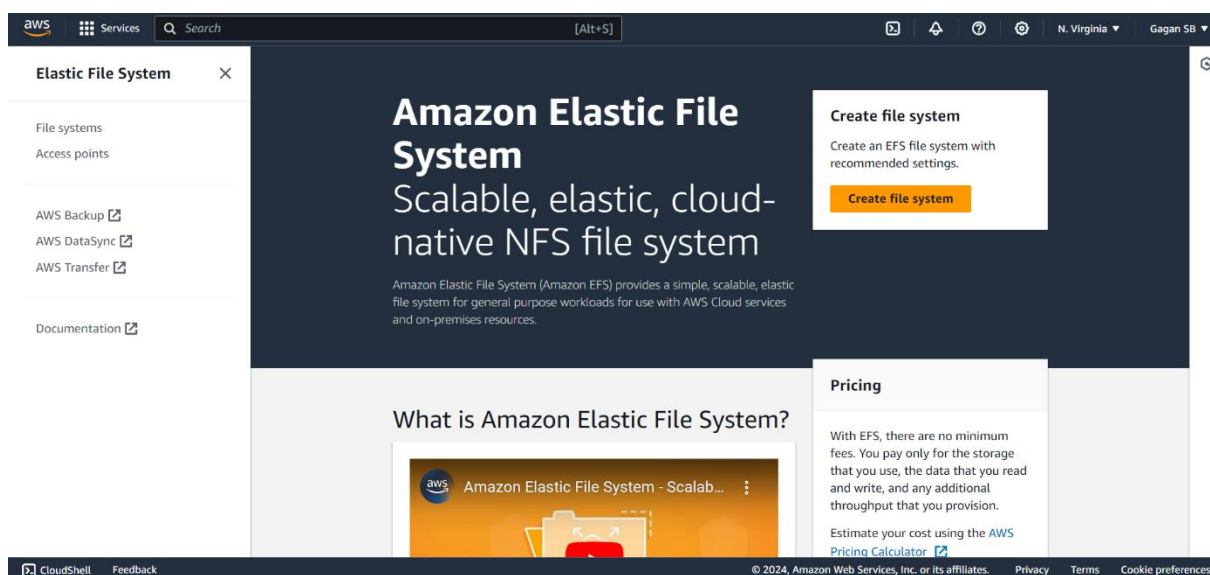 aws
Services
Search
[Alt+S]
N. Virginia ▼
Gagan SB ▼
Elastic File System
File systems
Access points
AWS Backup
AWS DataSync
AWS Transfer
Documentation
Amazon Elastic File
System
Scalable, elastic, cloud-
native NFS file system
Amazon Elastic File System (Amazon EFS) provides a simple, scalable, elastic
file system for general purpose workloads for use with AWS Cloud services
and on-premises resources.
Create file system
Create an EFS file system with
recommended settings.
Create file system
What is Amazon Elastic File System?
aws
Amazon Elastic File System - Scalab...
Pricing
With EFS, there are no minimum
fees. You pay only for the storage
that you use, the data that you read
and write, and any additional
throughput that you provision.
Estimate your cost using the AWS
Pricing Calculator
CloudShell
Feedback
© 2024, Amazon Web Services, Inc. or its affiliates.
Privacy
Terms
Cookie preferences